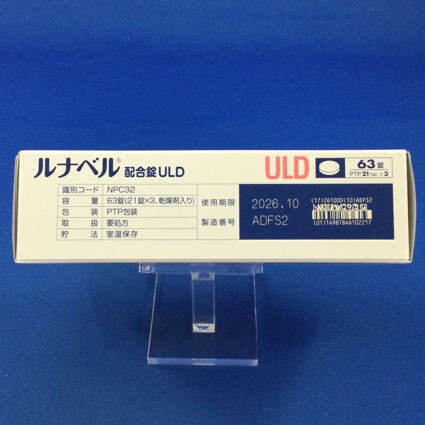 ルナベル® 配合錠ULD
ULD
63錠
PTP 21 Tab. × 3
識別コード NPC32
容量 63錠(21錠×3、乾燥剤入り)
包装 PTP包装
取扱 要処方
貯法 室温保存
使用期限 2026.10
製造番号 ADFS2
(17)261000(10)ADFS2
(01)14987846102217